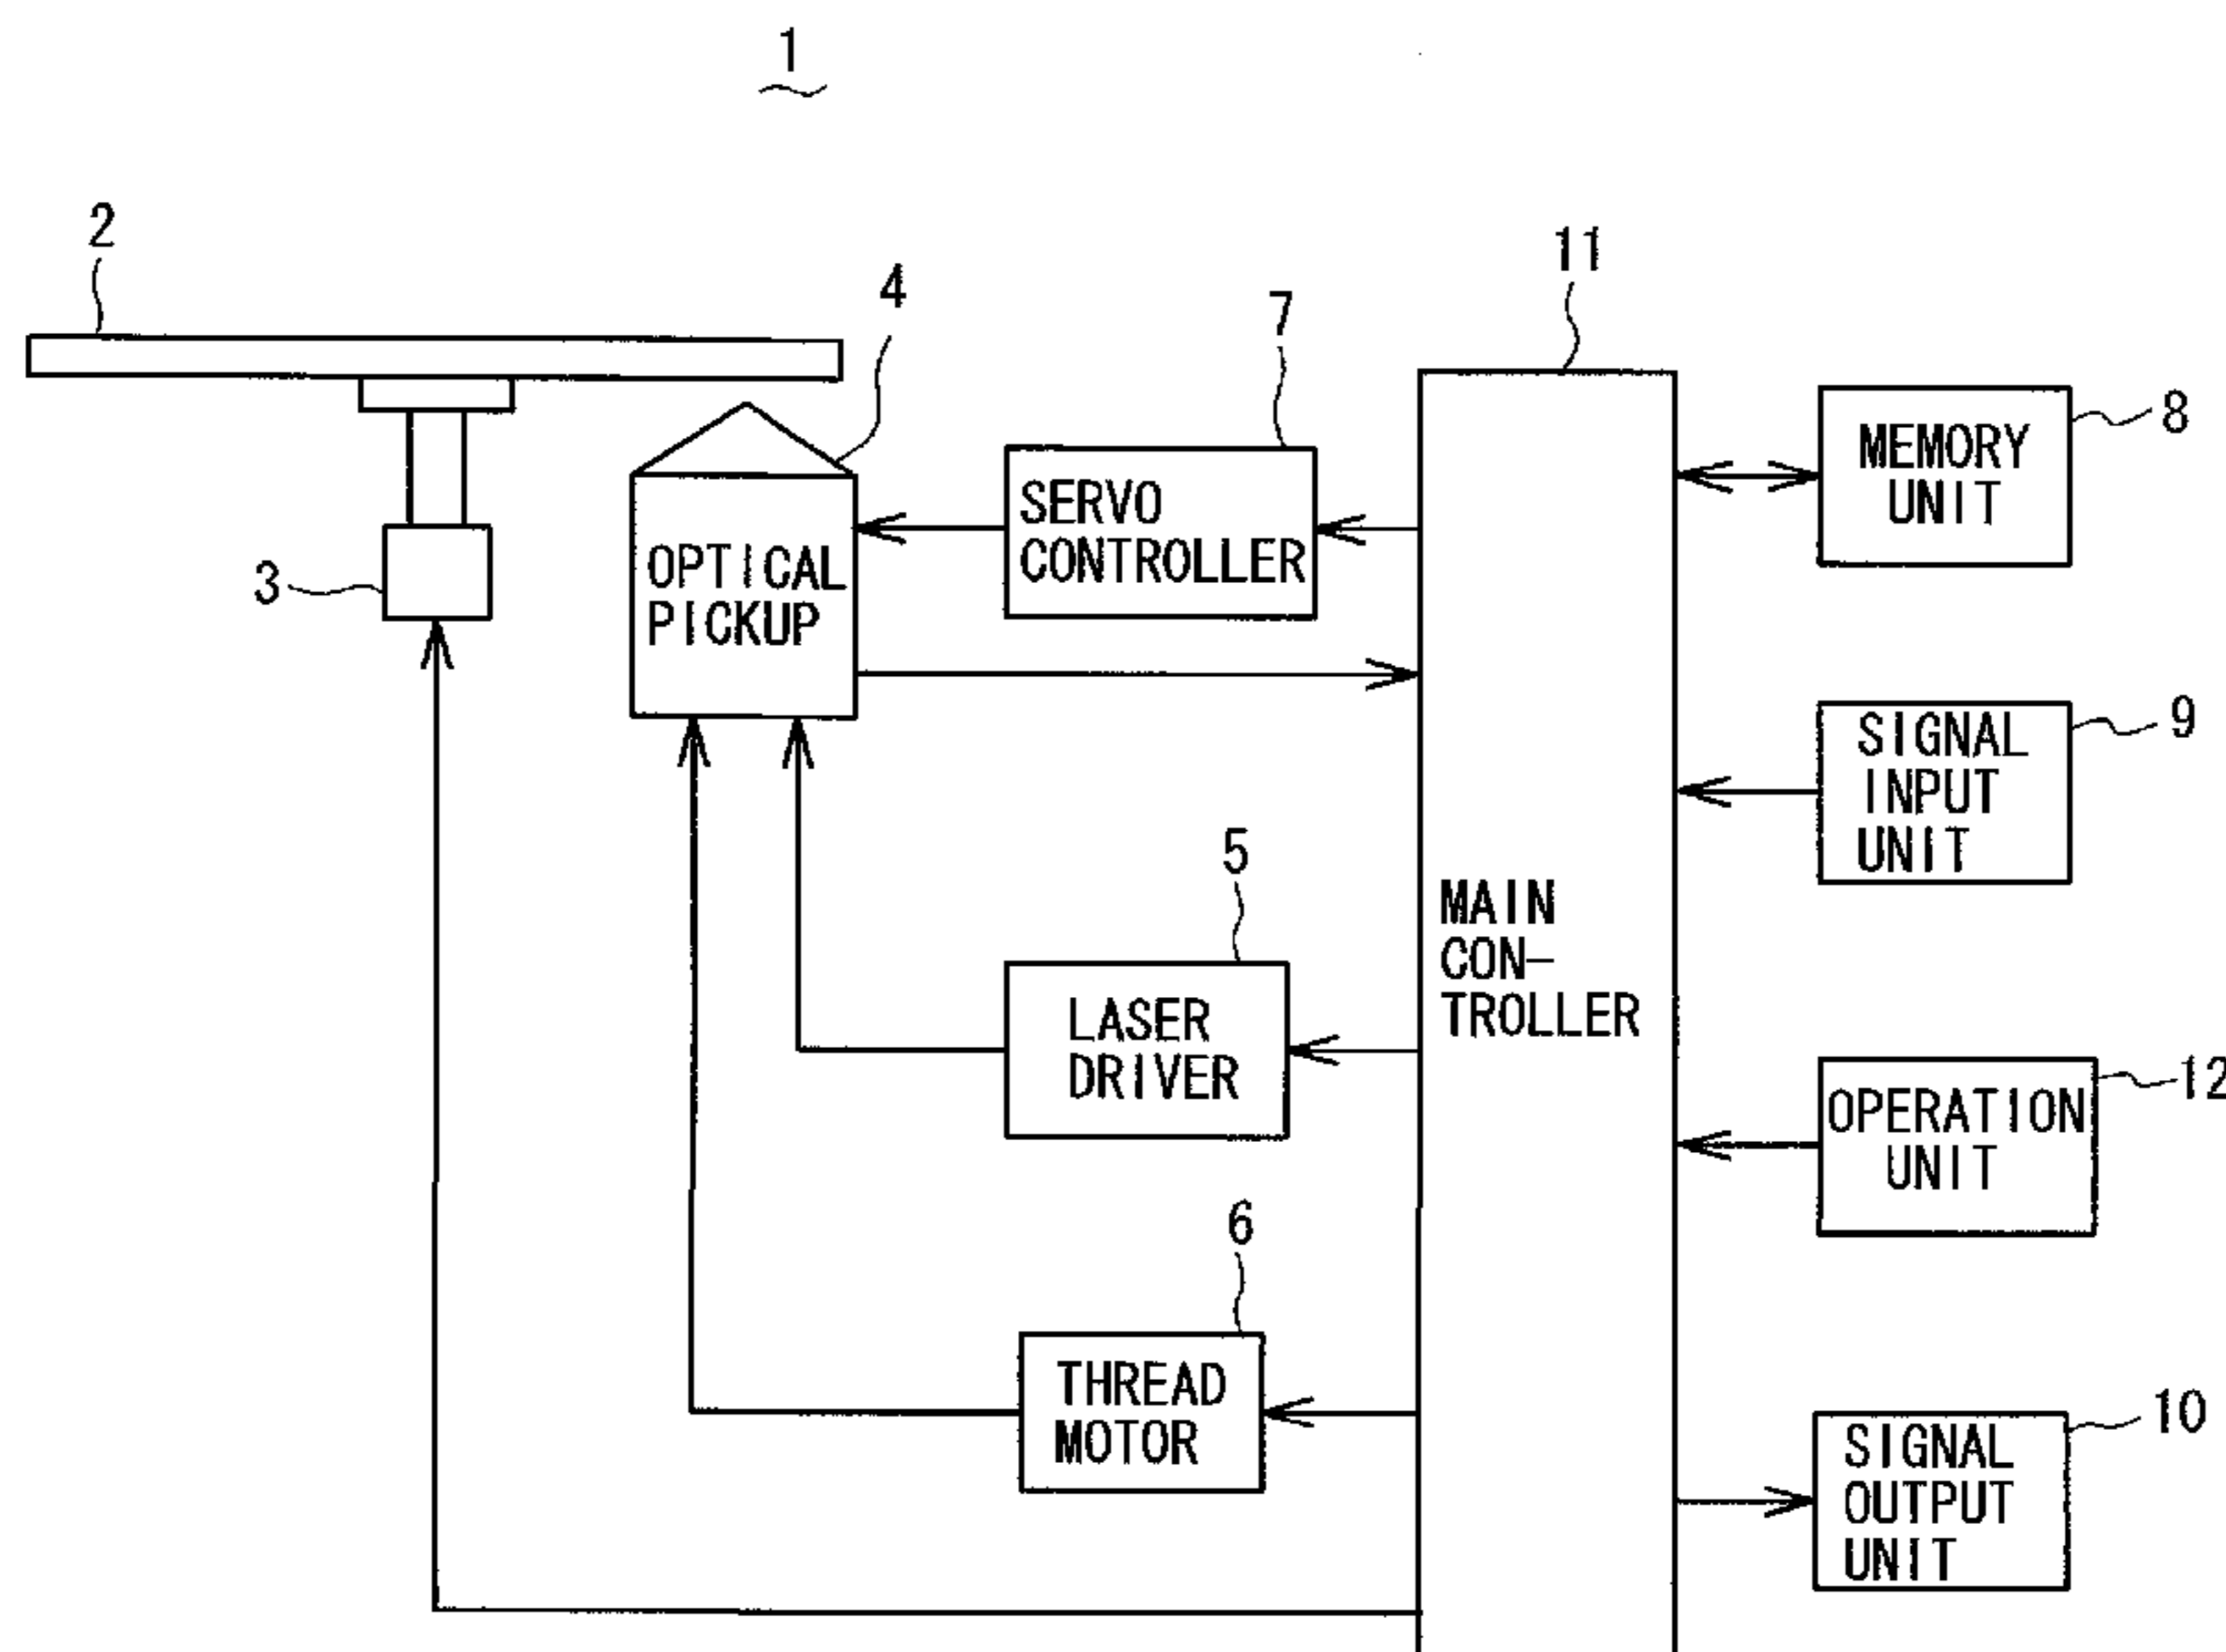 1
2
4
7
11
8
MEMORY
UNIT
SERVO
CONTROLLER
OPTICAL
PICKUP
3
9
SIGNAL
INPUT
UNIT
5
MAIN
CON-
TROLLER
LASER
DRIVER
12
OPERATION
UNIT
6
THREAD
MOTOR
10
SIGNAL
OUTPUT
UNIT